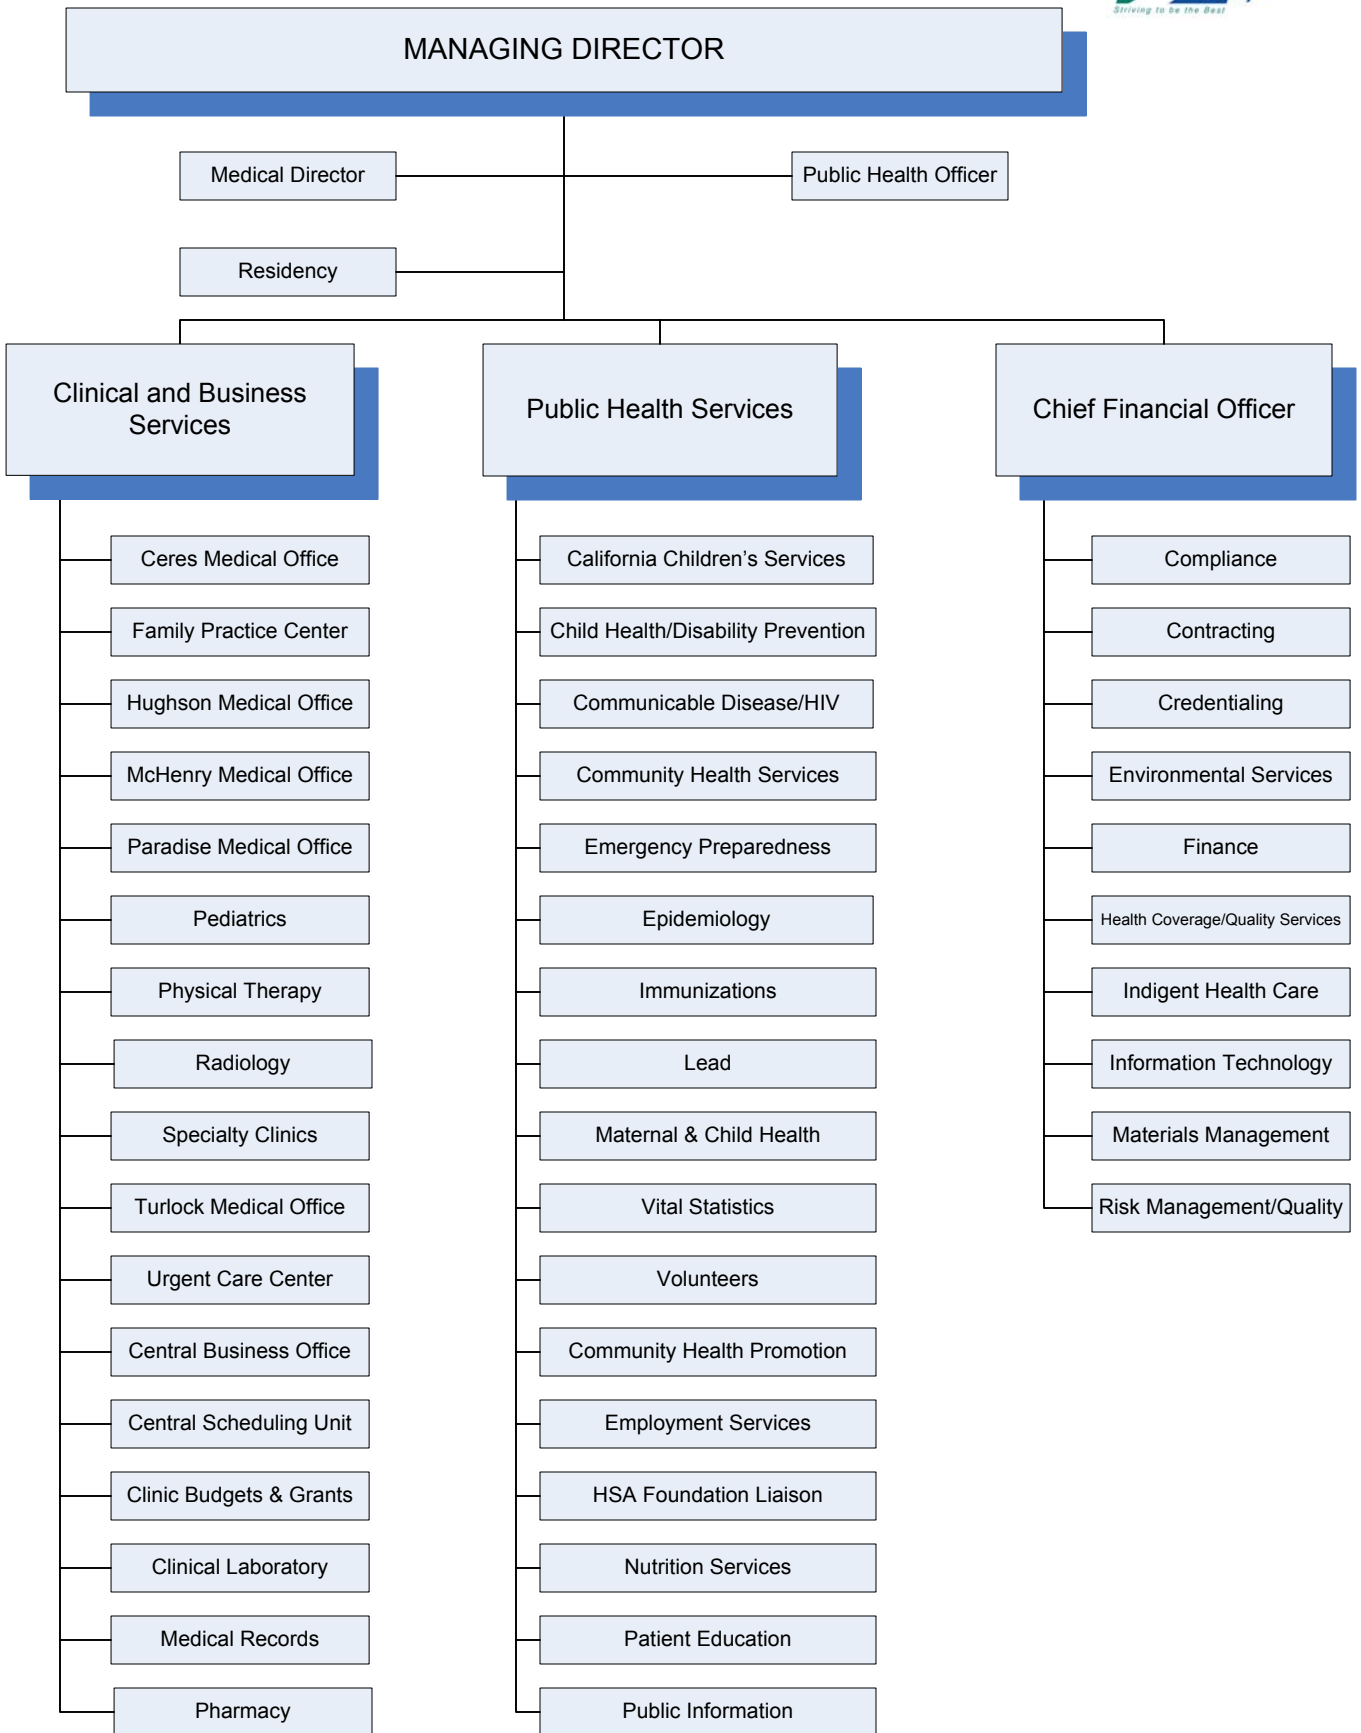 Striving to be the Best
MANAGING DIRECTOR
Medical Director
Public Health Officer
Residency
Clinical and Business
Services
Public Health Services
Chief Financial Officer
Ceres Medical Office
Family Practice Center
Hughson Medical Office
McHenry Medical Office
Paradise Medical Office
Pediatrics
Physical Therapy
Radiology
Specialty Clinics
Turlock Medical Office
Urgent Care Center
Central Business Office
Central Scheduling Unit
Clinic Budgets & Grants
Clinical Laboratory
Medical Records
Pharmacy
California Children’s Services
Child Health/Disability Prevention
Communicable Disease/HIV
Community Health Services
Emergency Preparedness
Epidemiology
Immunizations
Lead
Maternal & Child Health
Vital Statistics
Volunteers
Community Health Promotion
Employment Services
HSA Foundation Liaison
Nutrition Services
Patient Education
Public Information
Compliance
Contracting
Credentialing
Environmental Services
Finance
Health Coverage/Quality Services
Indigent Health Care
Information Technology
Materials Management
Risk Management/Quality